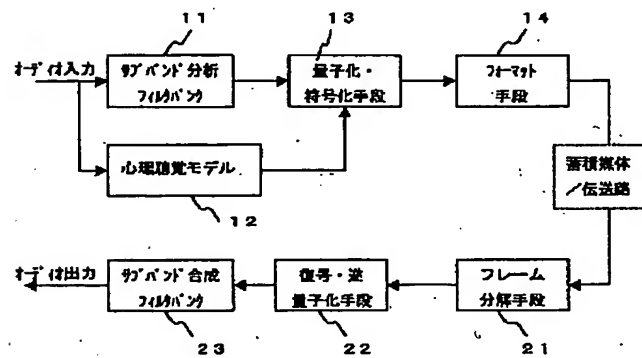 11
13
14
オーディオ入力
サブバンド分析
フィルタバンク
量子化・
符号化手段
フォーマット
手段
心理聴覚モデル
12
蓄積媒体
／伝送路
オーディオ出力
サブバンド合成
フィルタバンク
復号・逆
量子化手段
フレーム
分解手段
23
22
21